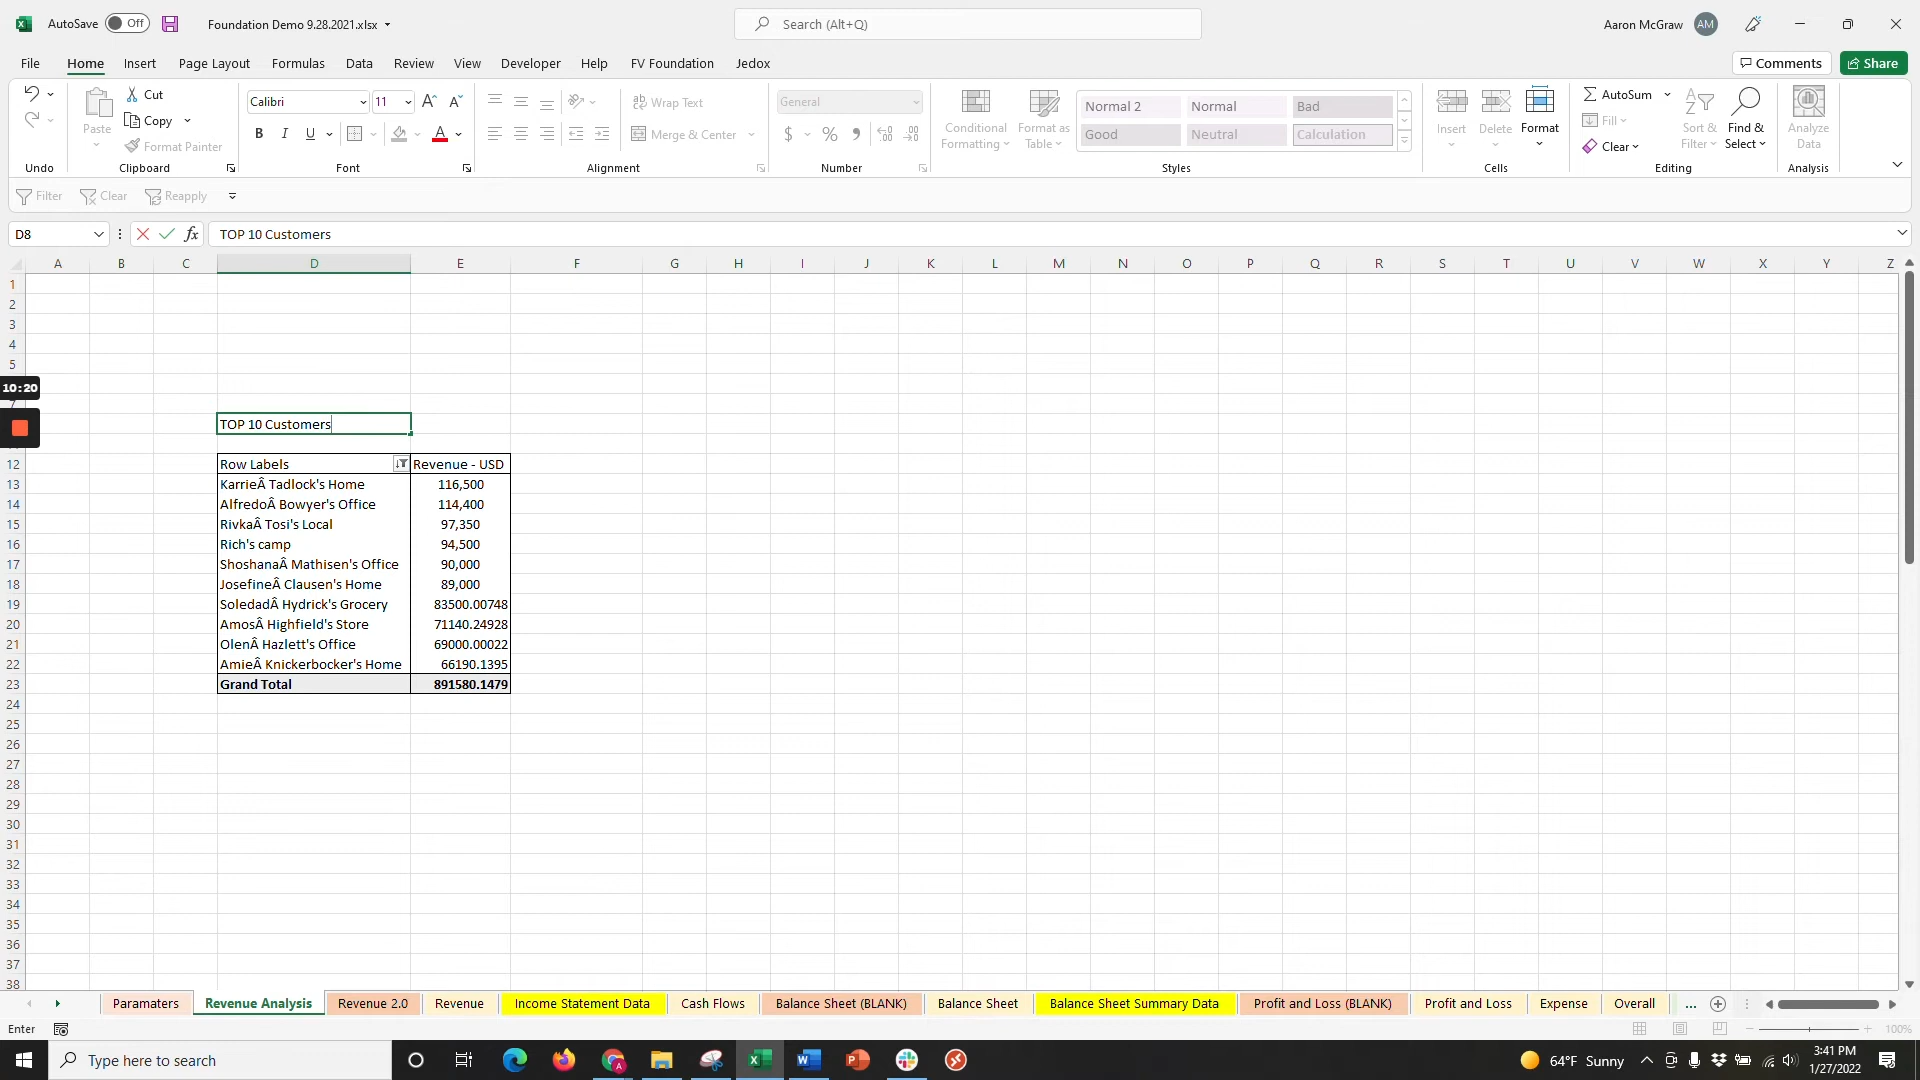 AutoSave Off Foundation Demo 9.28.2021.xlsx Search (Alt+Q) Aaron McGraw AM
File Home Insert Page Layout Formulas Data Review View Developer Help FV Foundation Jedox Comments Share
Cut
Copy
Format Painter
Paste
Calibri 11
B I U
Wrap Text
Merge & Center
General
$ %
Conditional Formatting
Format as Table
Normal 2 Normal Bad
Good Neutral Calculation
Insert Delete Format
AutoSum
Fill
Clear
Sort & Filter
Find & Select
Analyze Data
Undo Clipboard Font Alignment Number Styles Cells Editing Analysis
Filter Clear Reapply
D8 fx TOP 10 Customers
A B C D E F G H I J K L M N O P Q R S T U V W X Y Z
1
2
3
4
5
10:20
7
TOP 10 Customers
12 Row Labels Revenue - USD
13 KarrieÂ Tadlock's Home 116,500
14 AlfredoÂ Bowyer's Office 114,400
15 RivkaÂ Tosi's Local 97,350
16 Rich's camp 94,500
17 ShoshanaÂ Mathisen's Office 90,000
18 JosefineÂ Clausen's Home 89,000
19 SoledadÂ Hydrick's Grocery 83500.00748
20 AmosÂ Highfield's Store 71140.24928
21 OlenÂ Hazlett's Office 69000.00022
22 AmieÂ Knickerbocker's Home 66190.1395
23 Grand Total 891580.1479
24
25
26
27
28
29
30
31
32
33
34
35
36
37
38
Paramaters Revenue Analysis Revenue 2.0 Revenue Income Statement Data Cash Flows Balance Sheet (BLANK) Balance Sheet Balance Sheet Summary Data Profit and Loss (BLANK) Profit and Loss Expense Overall ...
Enter 100%
Type here to search 64°F Sunny 3:41 PM
1/27/2022